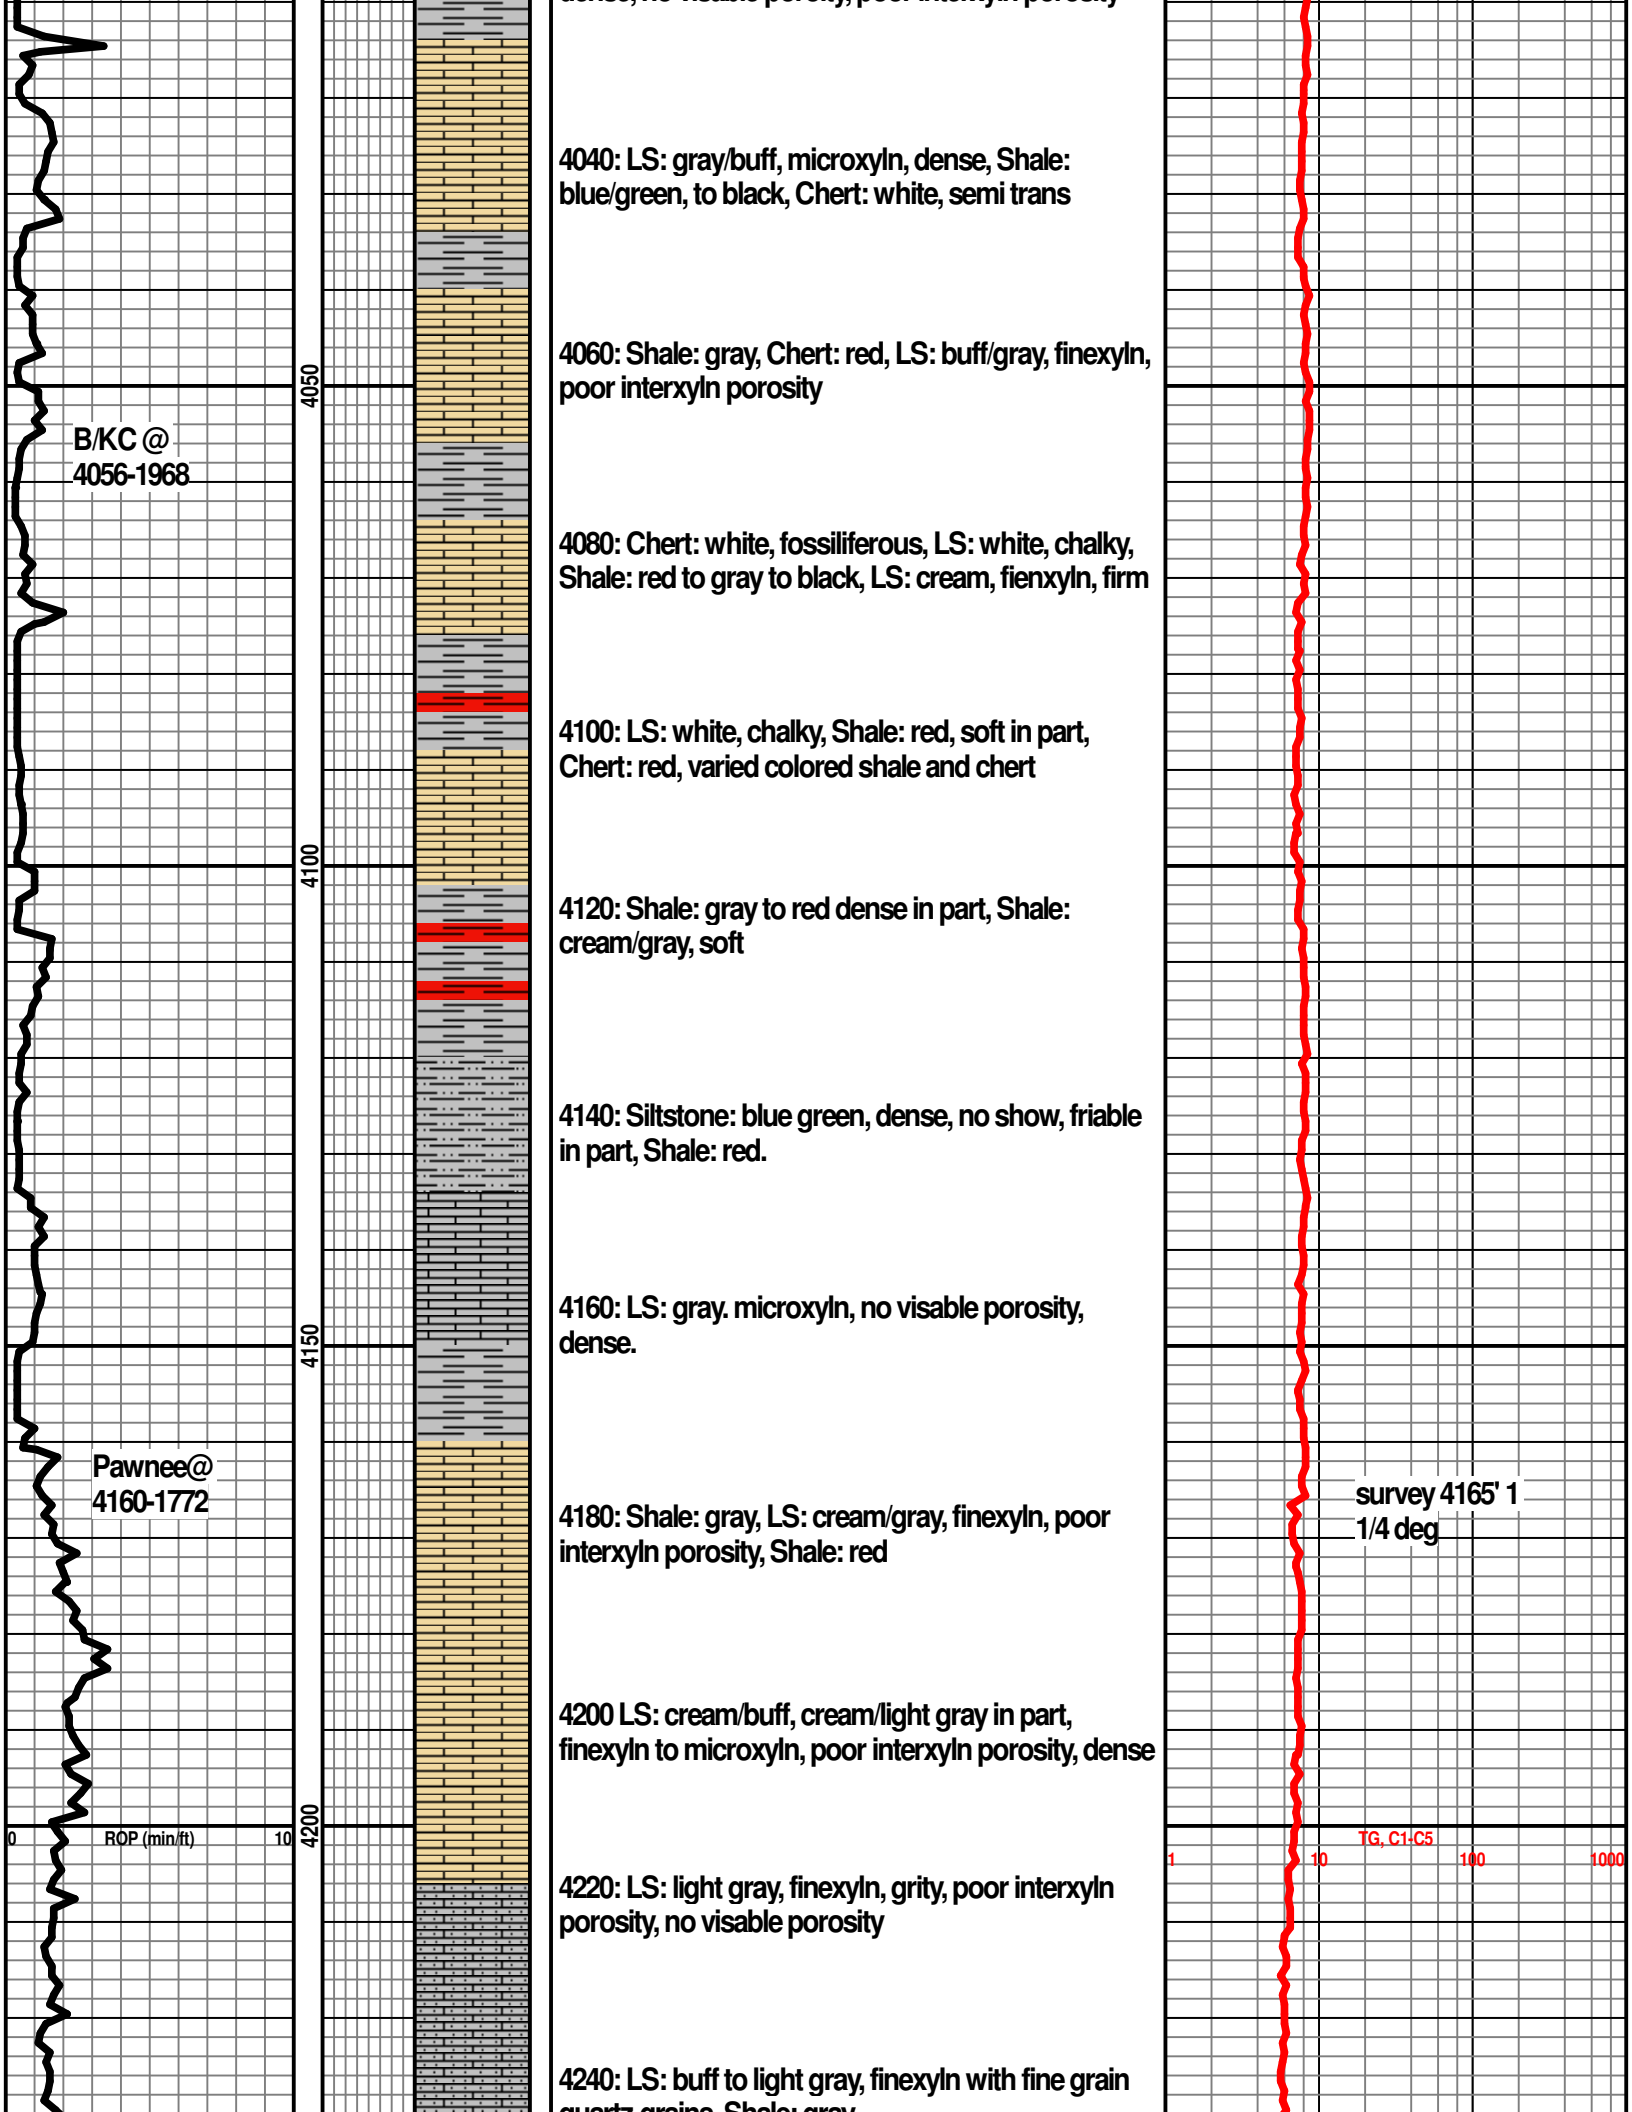 4040: LS: gray/buff, microxyln, dense, Shale:
blue/green, to black, Chert: white, semi trans
4060: Shale: gray, Chert: red, LS: buff/gray, finexyln,
poor interxyln porosity
4050
B/KC @
4056-1968
4080: Chert: white, fossiliferous, LS: white, chalky,
Shale: red to gray to black, LS: cream, fienxyln, firm
4100: LS: white, chalky, Shale: red, soft in part,
Chert: red, varied colored shale and chert
4100
4120: Shale: gray to red dense in part, Shale:
cream/gray, soft
4140: Siltstone: blue green, dense, no show, friable
in part, Shale: red.
4160: LS: gray. microxyln, no visable porosity,
dense.
4150
Pawnee@
4160-1772
survey 4165' 1
1/4 deg
4180: Shale: gray, LS: cream/gray, finexyln, poor
interxyln porosity, Shale: red
4200 LS: cream/buff, cream/light gray in part,
finexyln to microxyln, poor interxyln porosity, dense
0 ROP (min/ft) 10
4200
TG, C1-C5
1 10 100 1000
4220: LS: light gray, finexyln, grity, poor interxyln
porosity, no visable porosity
4240: LS: buff to light gray, finexyln with fine grain
quartz grains, Shale: gray